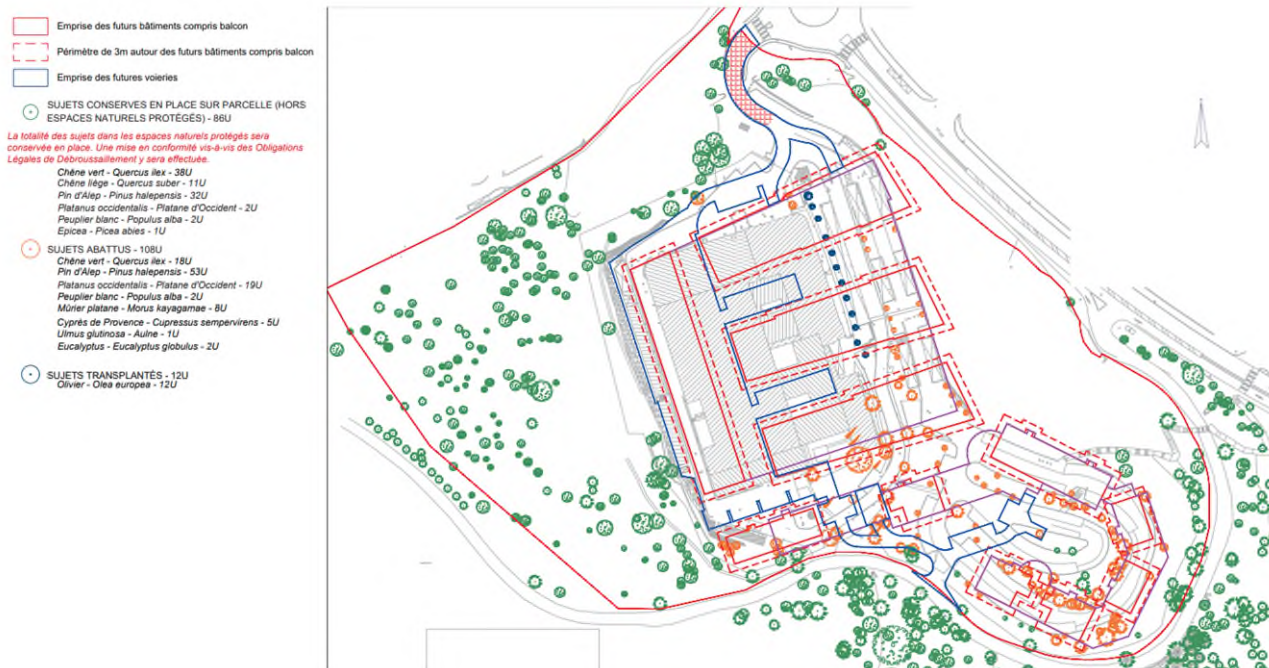 Emprise des futurs bâtiments compris balcon
Périmètre de 3m autour des futurs bâtiments compris balcon
Emprise des futures voieries
SUJETS CONSERVES EN PLACE SUR PARCELLE (HORS
ESPACES NATURELS PROTÉGÉS) - 86U
La totalité des sujets dans les espaces naturels protégés sera
conservée en place. Une mise en conformité vis-à-vis des Obligations
Légales de Débroussaillement y sera effectuée.
Chêne vert - Quercus ilex - 38U
Chêne liège - Quercus suber - 11U
Pin d'Alep - Pinus halepensis - 32U
Platanus occidentalis - Platane d'Occident - 2U
Peuplier blanc - Populus alba - 2U
Epicea - Picea abies - 1U
SUJETS ABATTUS - 108U
Chêne vert - Quercus ilex - 18U
Pin d'Alep - Pinus halepensis - 53U
Platanus occidentalis - Platane d'Occident - 19U
Peuplier blanc - Populus alba - 2U
Mûrier platane - Morus kayagamae - 8U
Cyprès de Provence - Cupressus sempervirens - 5U
Ulmus glutinosa - Aulne - 1U
Eucalyptus - Eucalyptus globulus - 2U
SUJETS TRANSPLANTÉS - 12U
Olivier - Olea europea - 12U